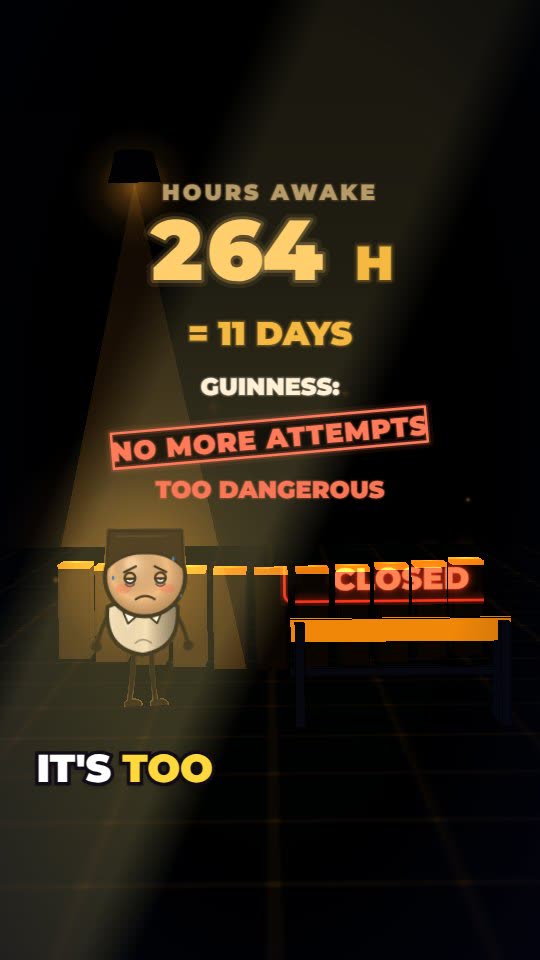 HOURS AWAKE
264 H
= 11 DAYS
GUINNESS:
NO MORE ATTEMPTS
TOO DANGEROUS
CLOSED
IT'S TOO